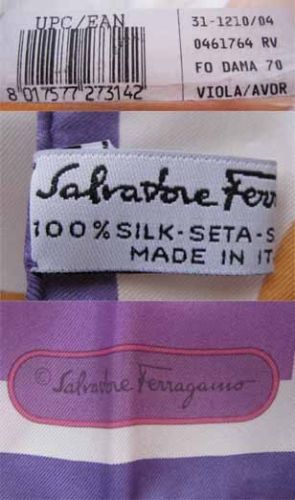 UPC/EAN
8 017577 273142
31-1210/04
0461764 RV
FO DAMA 70
VIOLA/AVOR
Salvatore Ferr
100% SILK-SETA-S
MADE IN IT
© Salvatore Ferragamo